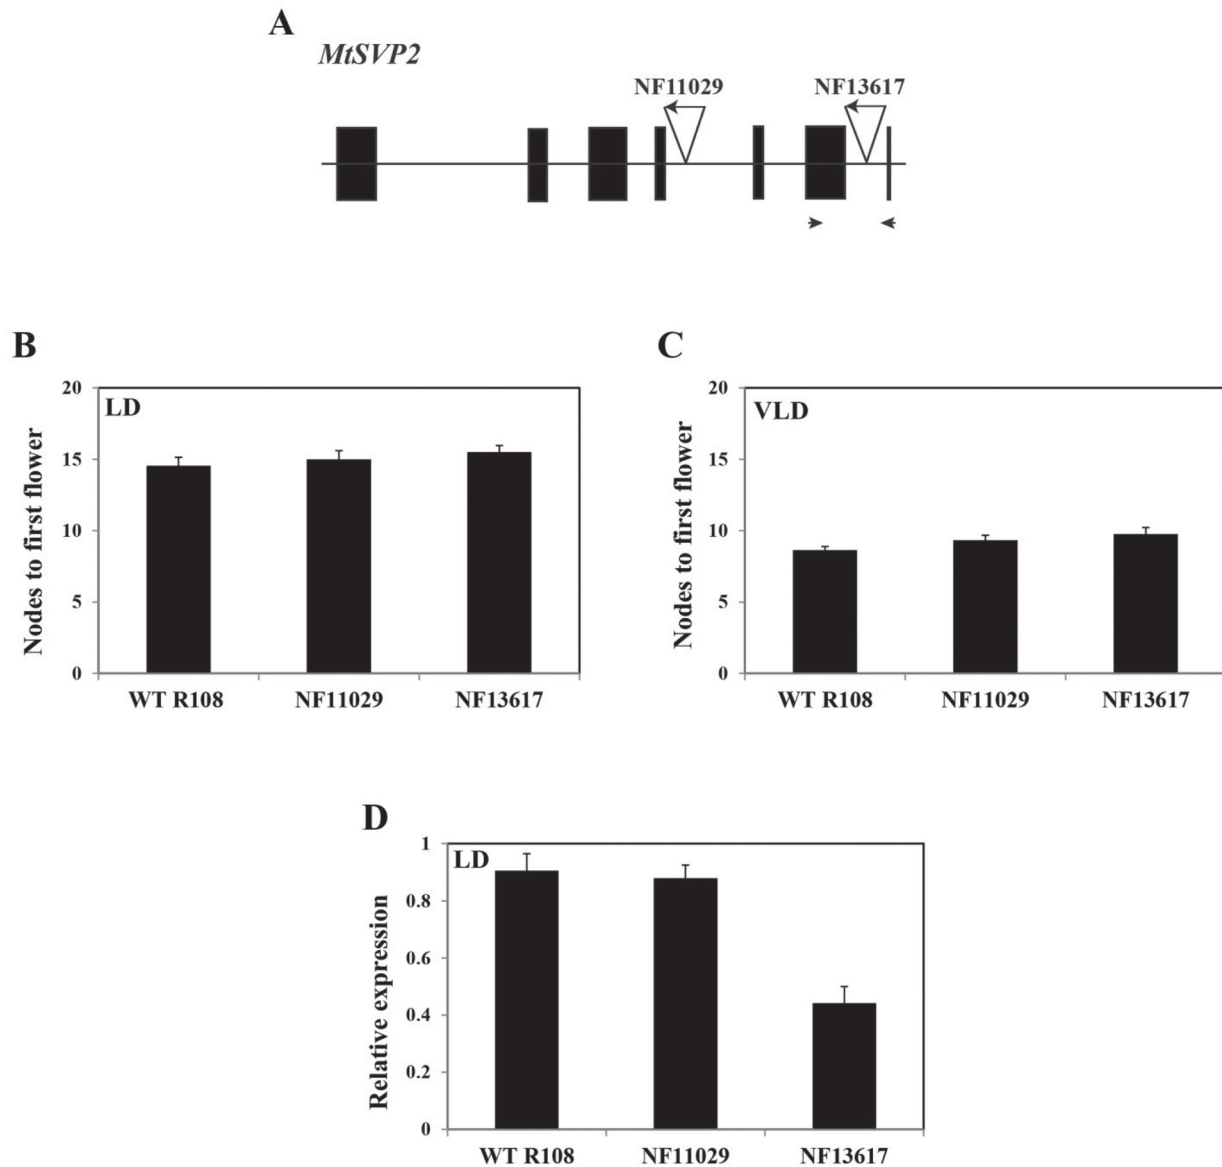 A
MtSVP2
NF11029
NF13617
B
LD
Nodes to first flower
20
15
10
5
0
WT R108 NF11029 NF13617
C
VLD
Nodes to first flower
20
15
10
5
0
WT R108 NF11029 NF13617
D
LD
Relative expression
1
0.8
0.6
0.4
0.2
0
WT R108 NF11029 NF13617